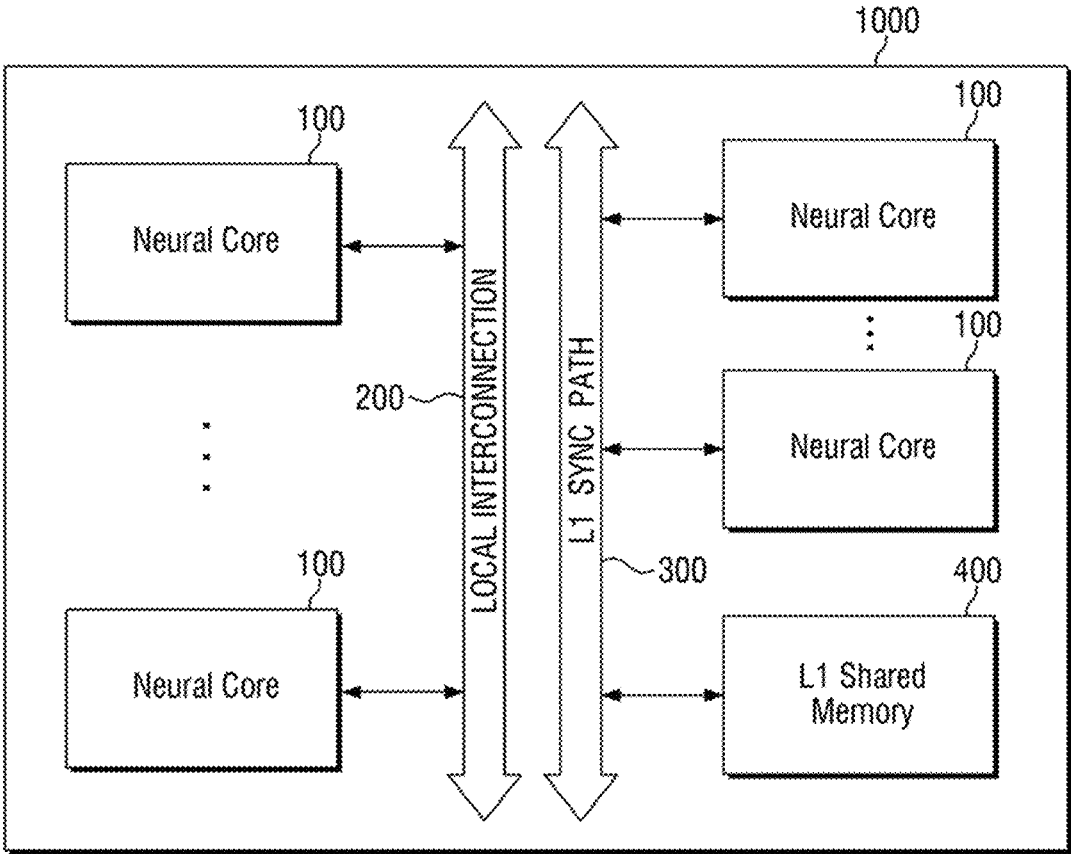 1000
100
Neural Core
100
Neural Core
LOCAL INTERCONNECTION
200
L1 SYNC PATH
300
100
Neural Core
100
Neural Core
400
L1 Shared
Memory